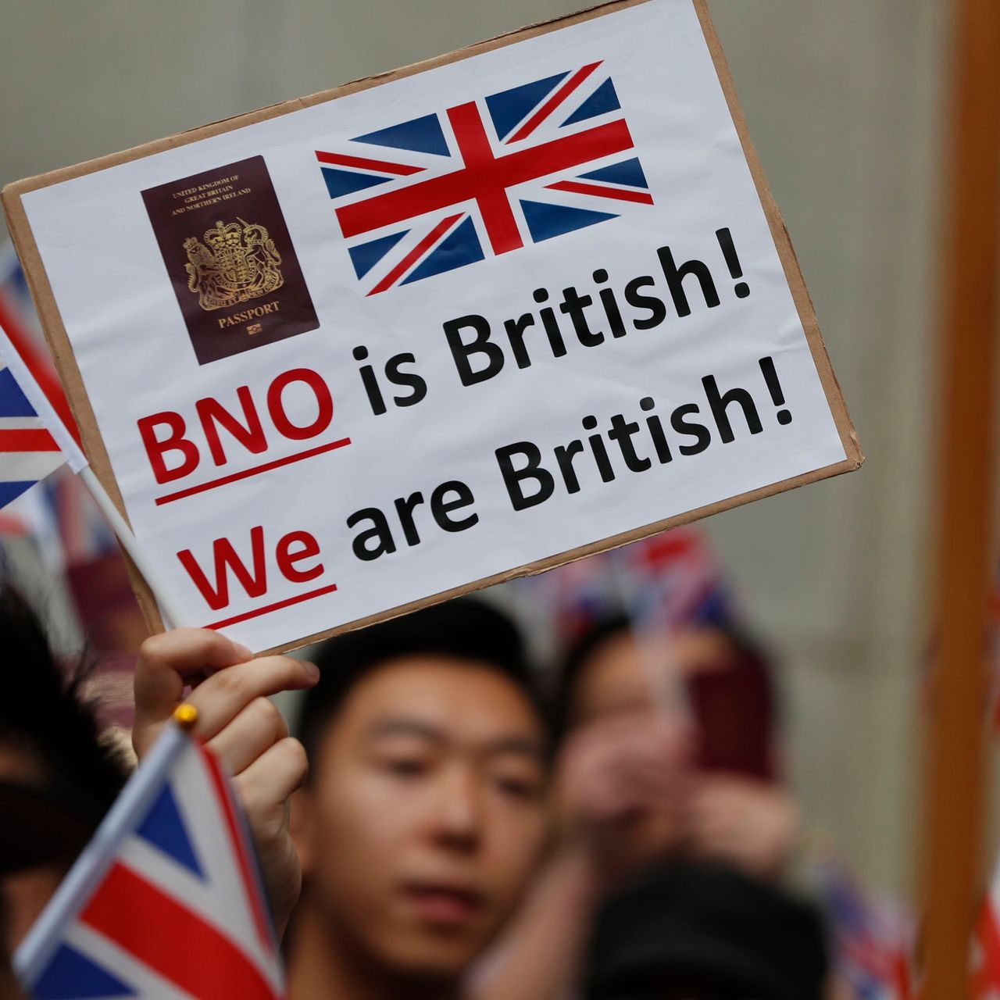 UNITED KINGDOM OF
GREAT BRITAIN
AND NORTHERN IRELAND
PASSPORT
BNO is British!
We are British!